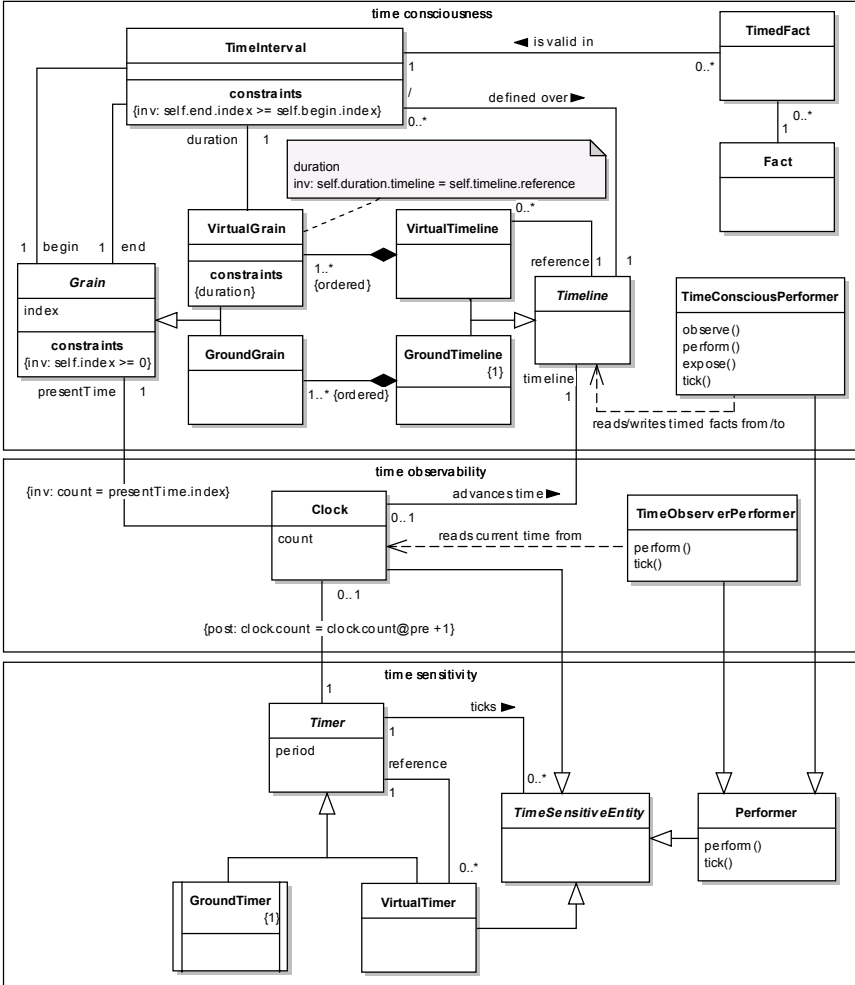 time consciousness
TimeInterval
constraints
{inv: self.end.index >= self.begin.index}
◄ is valid in
1
0..*
TimedFact
0..*
1
Fact
/
defined over ►
0..*
duration
1
duration
inv: self.duration.timeline = self.timeline.reference
VirtualGrain
constraints
{duration}
1..*
{ordered}
VirtualTimeline
0..*
reference
1
1
1
begin
1
end
Grain
index
constraints
{inv: self.index >= 0}
presentTime
1
GroundGrain
1..* {ordered}
GroundTimeline
{1}
Timeline
timeline
1
TimeConsciousPerformer
observe()
perform()
expose()
tick()
reads/writes timed facts from/to
time observability
{inv: count = presentTime.index}
Clock
count
advances time ►
0..1
reads current time from
TimeObserverPerformer
perform()
tick()
0..1
{post: clock.count = clock.count@pre +1}
time sensitivity
1
Timer
period
ticks ►
1
reference
1
0..*
TimeSensitiveEntity
Performer
perform()
tick()
0..*
GroundTimer
{1}
VirtualTimer